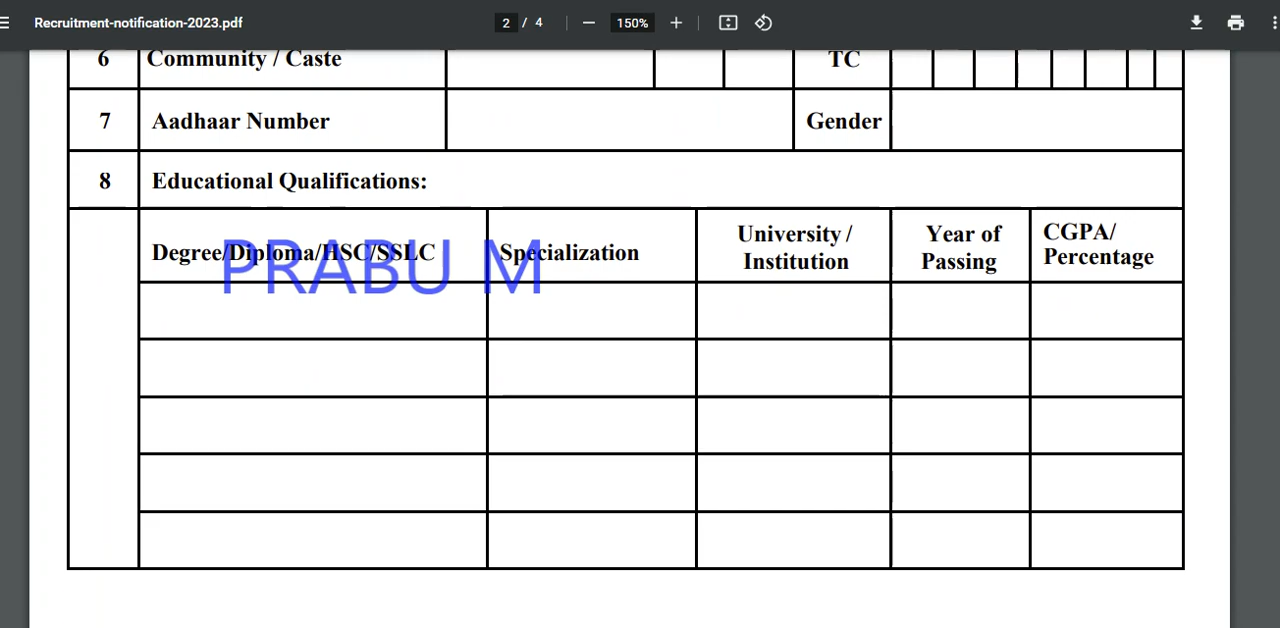 Recruitment-notification-2023.pdf 2 / 4 150%
6 Community / Caste TC
7 Aadhaar Number Gender
8 Educational Qualifications:
Degree/Diploma/HSC/SSLC Specialization University / Institution Year of Passing CGPA/ Percentage
PRABU M